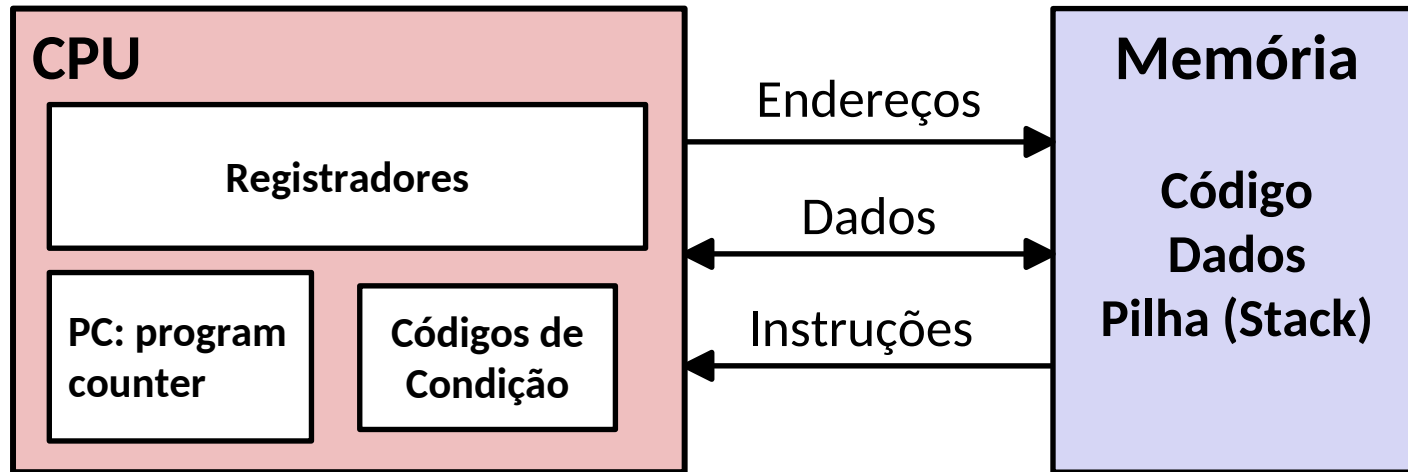 CPU
Registradores
PC: program
counter
Códigos de
Condição
Endereços
Dados
Instruções
Memória
Código
Dados
Pilha (Stack)